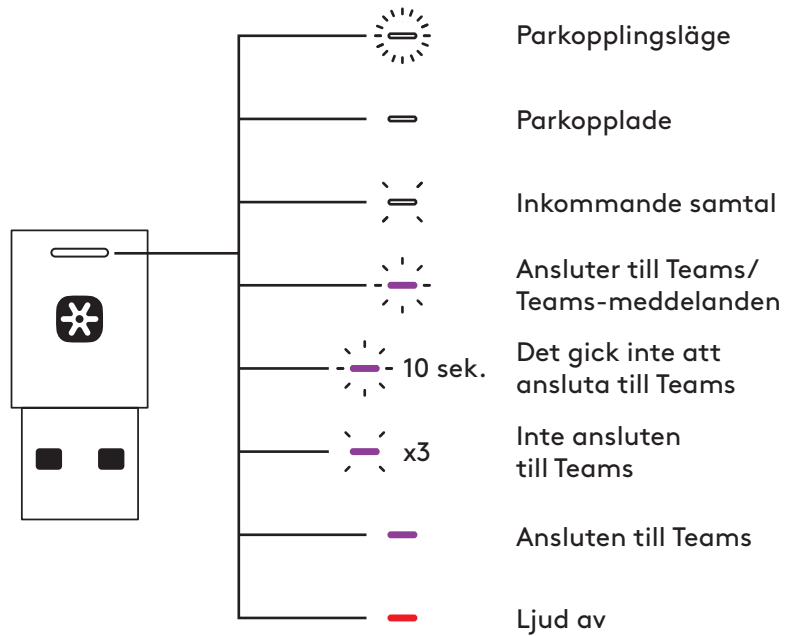 Parkopplingsläge
Parkopplade
Inkommande samtal
Ansluter till Teams/
Teams-meddelanden
10 sek.
Det gick inte att
ansluta till Teams
x3
Inte ansluten
till Teams
Ansluten till Teams
Ljud av